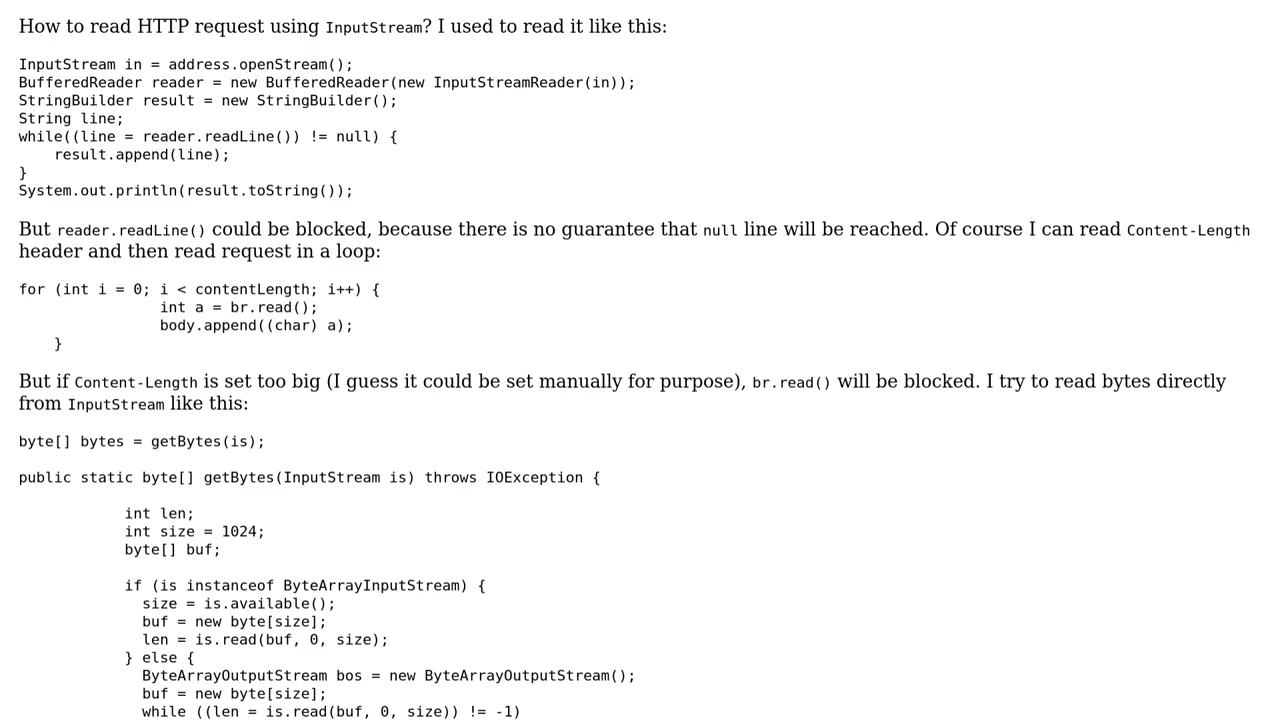 How to read HTTP request using InputStream? I used to read it like this:
InputStream in = address.openStream();
BufferedReader reader = new BufferedReader(new InputStreamReader(in));
StringBuilder result = new StringBuilder();
String line;
while((line = reader.readLine()) != null) {
    result.append(line);
}
System.out.println(result.toString());
But reader.readLine() could be blocked, because there is no guarantee that null line will be reached. Of course I can read Content-Length
header and then read request in a loop:
for (int i = 0; i < contentLength; i++) {
                int a = br.read();
                body.append((char) a);
    }
But if Content-Length is set too big (I guess it could be set manually for purpose), br.read() will be blocked. I try to read bytes directly
from InputStream like this:
byte[] bytes = getBytes(is);
public static byte[] getBytes(InputStream is) throws IOException {
            int len;
            int size = 1024;
            byte[] buf;
            if (is instanceof ByteArrayInputStream) {
              size = is.available();
              buf = new byte[size];
              len = is.read(buf, 0, size);
            } else {
              ByteArrayOutputStream bos = new ByteArrayOutputStream();
              buf = new byte[size];
              while ((len = is.read(buf, 0, size)) != -1)